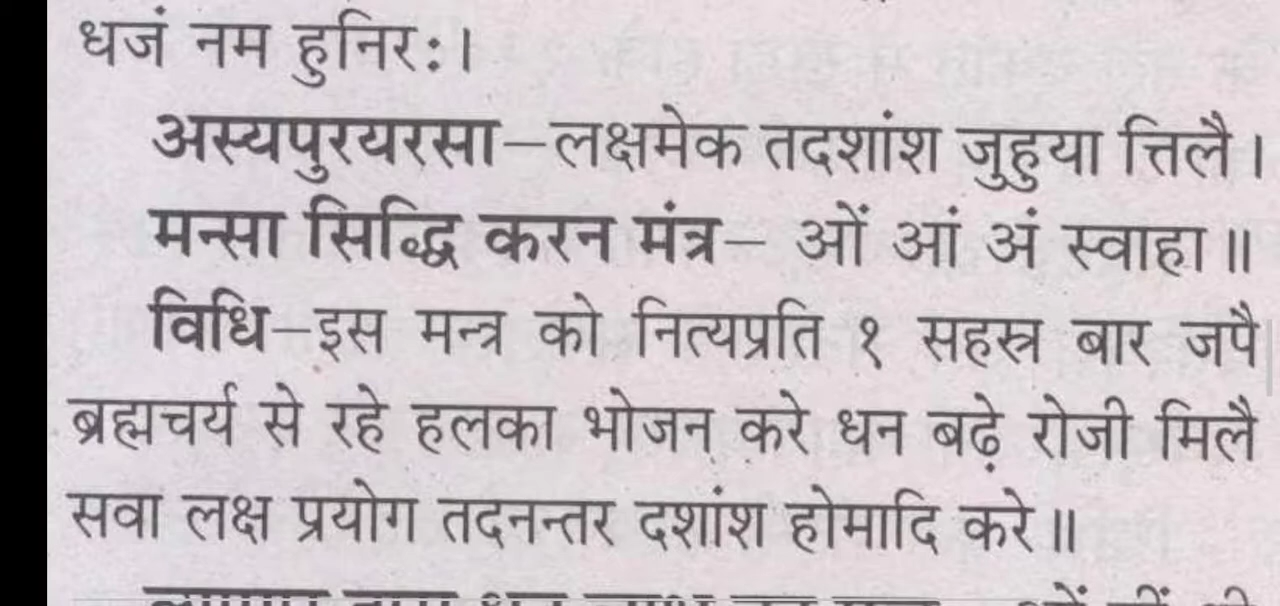 धजं नम हुनिरः।
अस्यपुरयरसा–लक्षमेक तदशांश जुहुया त्तिलै।
मन्सा सिद्धि करन मंत्र– ओं आं अं स्वाहा॥
विधि–इस मन्त्र को नित्यप्रति १ सहस्र बार जपै
ब्रह्मचर्य से रहे हलका भोजन करे धन बढ़े रोजी मिलै
सवा लक्ष प्रयोग तदनन्तर दशांश होमादि करे॥